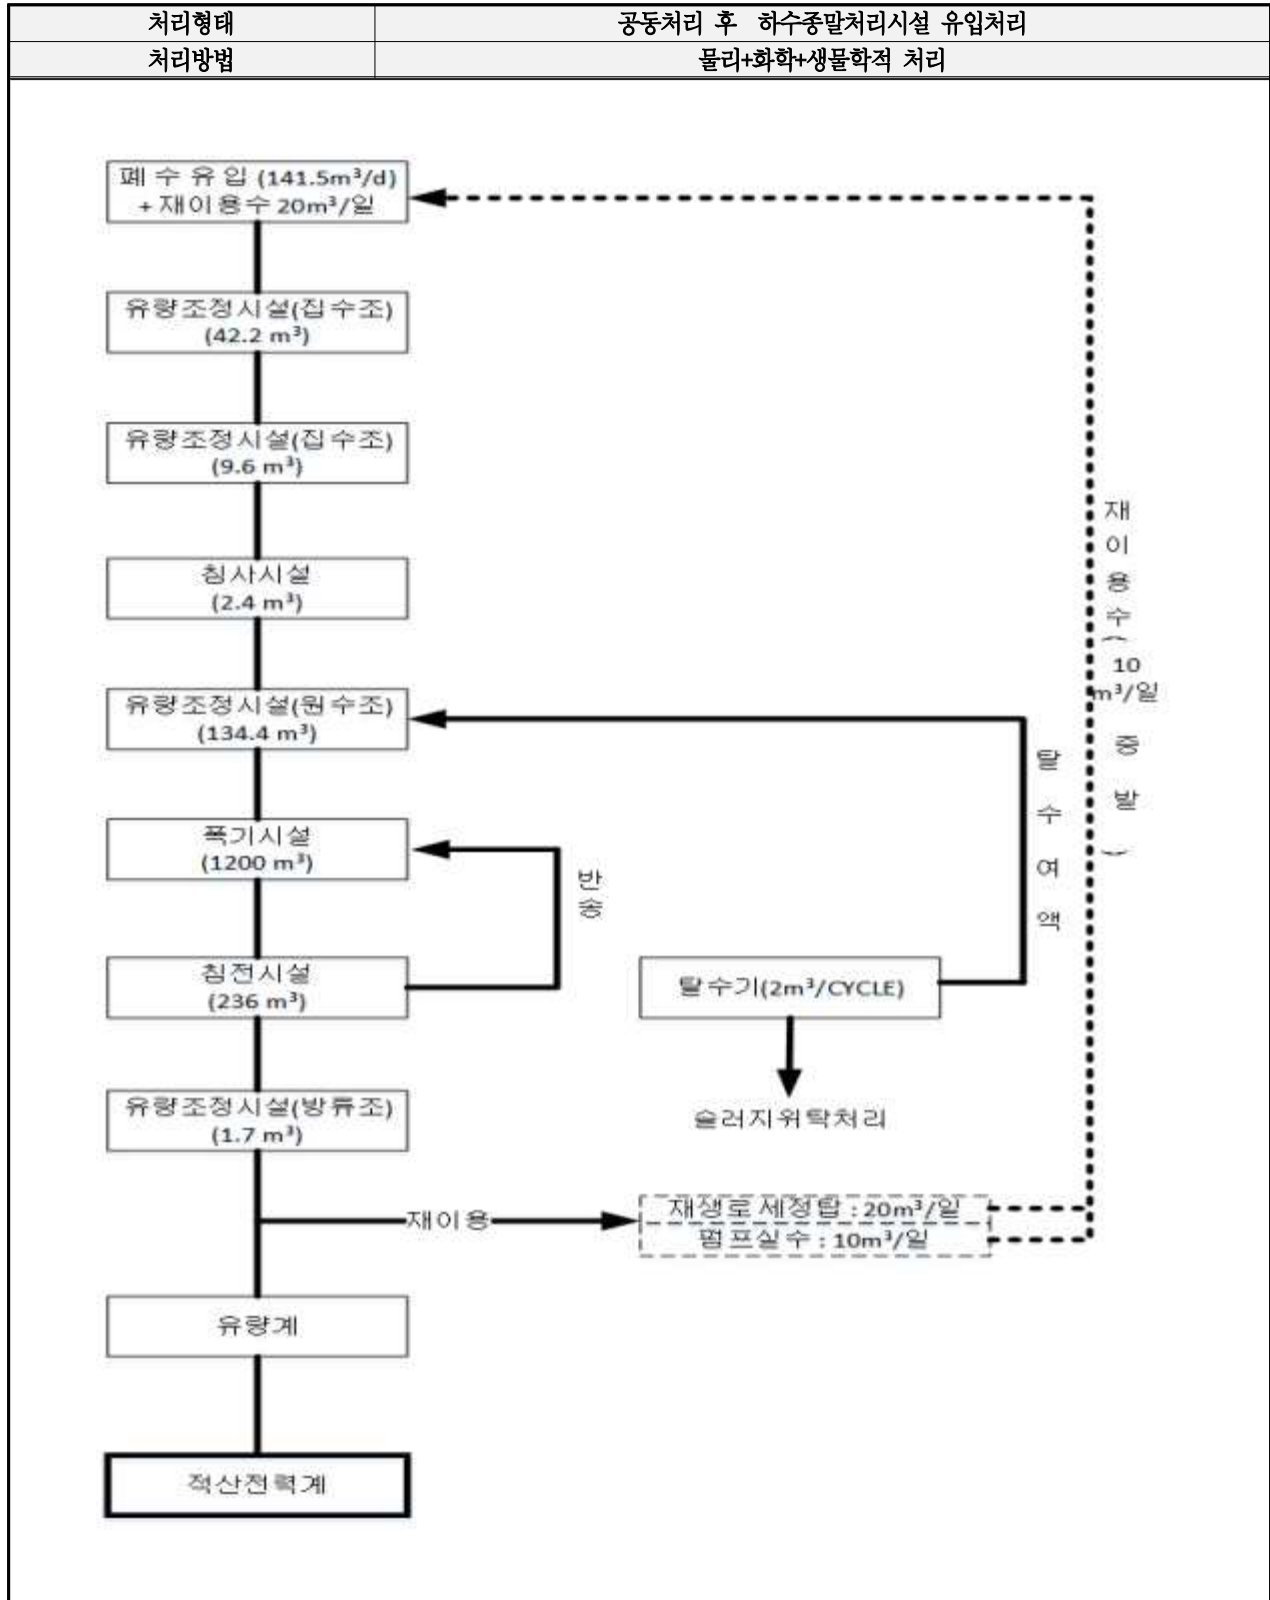 처리형태 공동처리 후 하수종말처리시설 유입처리
처리방법 물리+화학+생물학적 처리
폐수유입 (141.5m³/d)
+ 재이용수 20m³/일
유량조정시설(집수조)
(42.2 m³)
유량조정시설(집수조)
(9.6 m³)
침사시설
(2.4 m³)
유량조정시설(원수조)
(134.4 m³)
폭기시설
(1200 m³)
반송
침전시설
(236 m³)
탈수기(2m³/CYCLE)
탈수여액
재이용수(10m³/일 증발)
유량조정시설(방류조)
(1.7 m³)
슬러지위탁처리
재이용
재생로세정탑 : 20m³/일
펌프실수 : 10m³/일
유량계
적산전력계